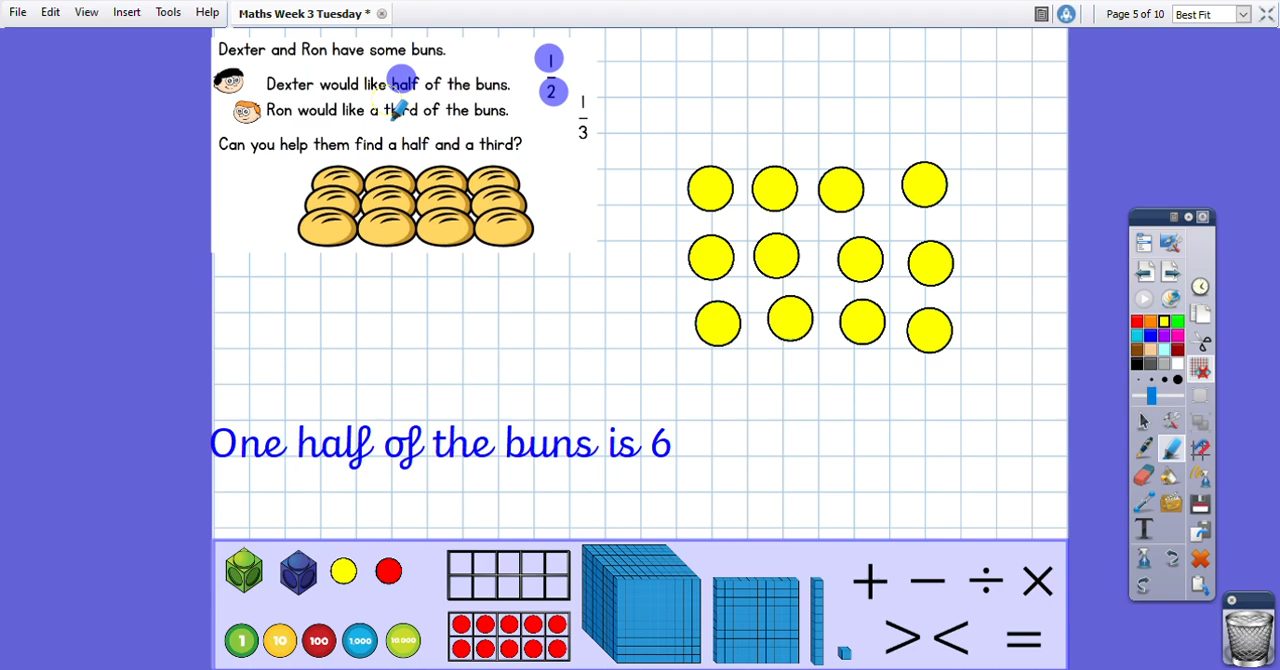 File Edit View Insert Tools Help Maths Week 3 Tuesday * Page 5 of 10 Best Fit
Dexter and Ron have some buns.
Dexter would like half of the buns.
1
2
Ron would like a third of the buns.
1
3
Can you help them find a half and a third?
One half of the buns is 6
+ − ÷ ×
1 10 100 1,000 10,000
> < =
T